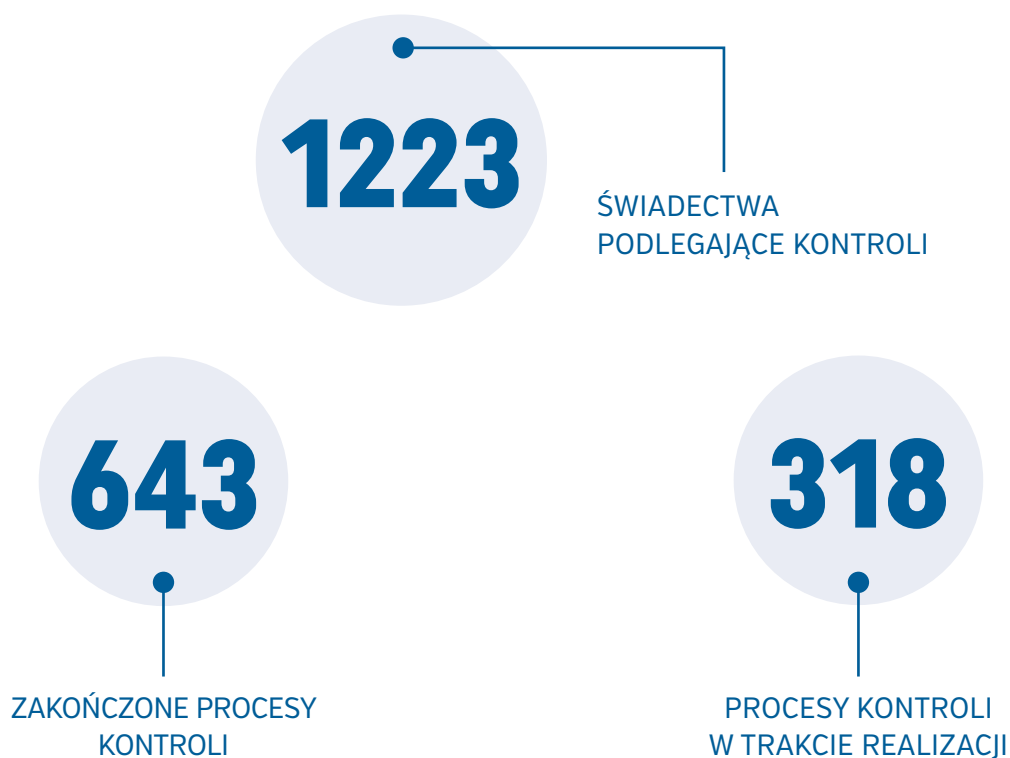 1223
ŚWIADECTWA
PODLEGAJĄCE KONTROLI
643
ZAKOŃCZONE PROCESY
KONTROLI
318
PROCESY KONTROLI
W TRAKCIE REALIZACJI